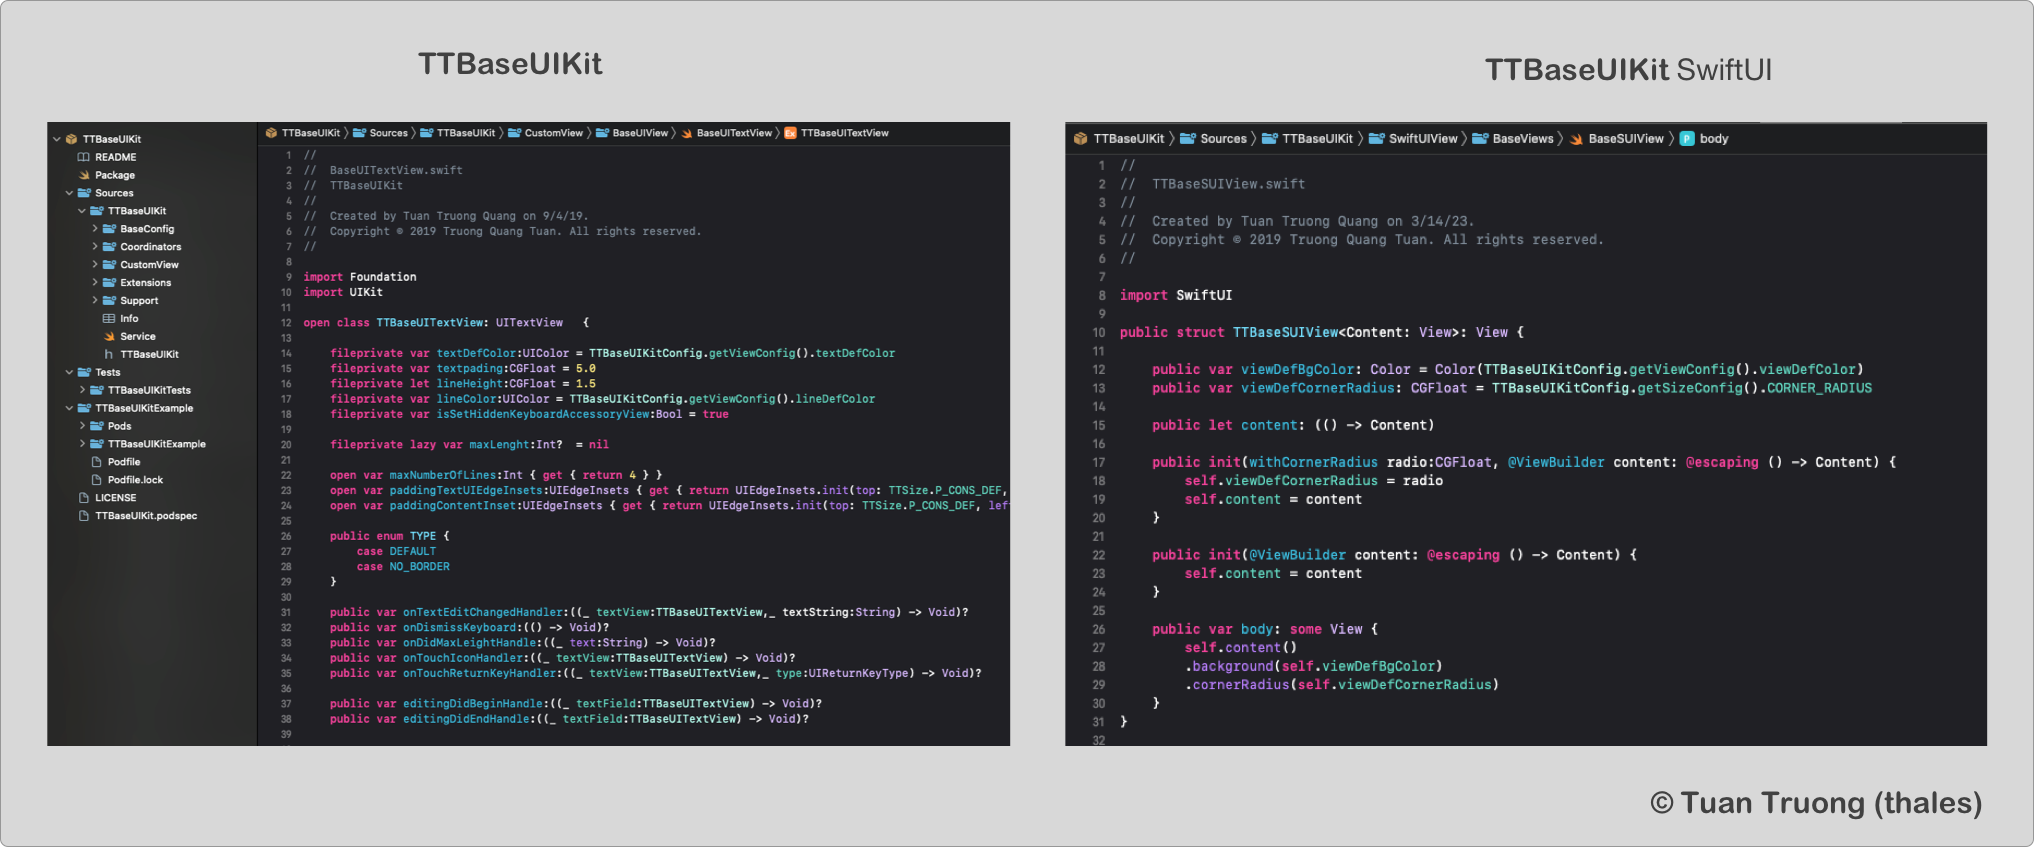 TTBaseUIKit
TTBaseUIKit SwiftUI
TTBaseUIKit
README
Package
Sources
TTBaseUIKit
BaseConfig
Coordinators
CustomView
Extensions
Support
Info
Service
TTBaseUIKit
Tests
TTBaseUIKitTests
TTBaseUIKitExample
Pods
TTBaseUIKitExample
Podfile
Podfile.lock
LICENSE
TTBaseUIKit.podspec
TTBaseUIKit Sources TTBaseUIKit CustomView BaseUIView BaseUITextView Ex TTBaseUITextView
1 //
2 //  BaseUITextView.swift
3 //  TTBaseUIKit
4 //
5 //  Created by Tuan Truong Quang on 9/4/19.
6 //  Copyright © 2019 Truong Quang Tuan. All rights reserved.
7 //
8
9 import Foundation
10 import UIKit
11
12 open class TTBaseUITextView: UITextView   {
13
14     fileprivate var textDefColor:UIColor = TTBaseUIKitConfig.getViewConfig().textDefColor
15     fileprivate var textpading:CGFloat = 5.0
16     fileprivate let lineHeight:CGFloat = 1.5
17     fileprivate var lineColor:UIColor = TTBaseUIKitConfig.getViewConfig().lineDefColor
18     fileprivate var isSetHiddenKeyboardAccessoryView:Bool = true
19
20     fileprivate lazy var maxLenght:Int?  = nil
21
22     open var maxNumberOfLines:Int { get { return 4 } }
23     open var paddingTextUIEdgeInsets:UIEdgeInsets { get { return UIEdgeInsets.init(top: TTSize.P_CONS_DEF,
24     open var paddingContentInset:UIEdgeInsets { get { return UIEdgeInsets.init(top: TTSize.P_CONS_DEF, lef
25
26     public enum TYPE {
27         case DEFAULT
28         case NO_BORDER
29     }
30
31     public var onTextEditChangedHandler:((_ textView:TTBaseUITextView,_ textString:String) -> Void)?
32     public var onDismissKeyboard:(() -> Void)?
33     public var onDidMaxLeightHandle:((_ text:String) -> Void)?
34     public var onTouchIconHandler:((_ textView:TTBaseUITextView) -> Void)?
35     public var onTouchReturnKeyHandler:((_ textView:TTBaseUITextView,_ type:UIReturnKeyType) -> Void)?
36
37     public var editingDidBeginHandle:((_ textField:TTBaseUITextView) -> Void)?
38     public var editingDidEndHandle:((_ textField:TTBaseUITextView) -> Void)?
39
TTBaseUIKit Sources TTBaseUIKit SwiftUIView BaseViews BaseSUIView P body
1 //
2 //  TTBaseSUIView.swift
3 //
4 //  Created by Tuan Truong Quang on 3/14/23.
5 //  Copyright © 2019 Truong Quang Tuan. All rights reserved.
6 //
7
8 import SwiftUI
9
10 public struct TTBaseSUIView<Content: View>: View {
11
12     public var viewDefBgColor: Color = Color(TTBaseUIKitConfig.getViewConfig().viewDefColor)
13     public var viewDefCornerRadius: CGFloat = TTBaseUIKitConfig.getSizeConfig().CORNER_RADIUS
14
15     public let content: (() -> Content)
16
17     public init(withCornerRadius radio:CGFloat, @ViewBuilder content: @escaping () -> Content) {
18         self.viewDefCornerRadius = radio
19         self.content = content
20     }
21
22     public init(@ViewBuilder content: @escaping () -> Content) {
23         self.content = content
24     }
25
26     public var body: some View {
27         self.content()
28         .background(self.viewDefBgColor)
29         .cornerRadius(self.viewDefCornerRadius)
30     }
31 }
32
© Tuan Truong (thales)